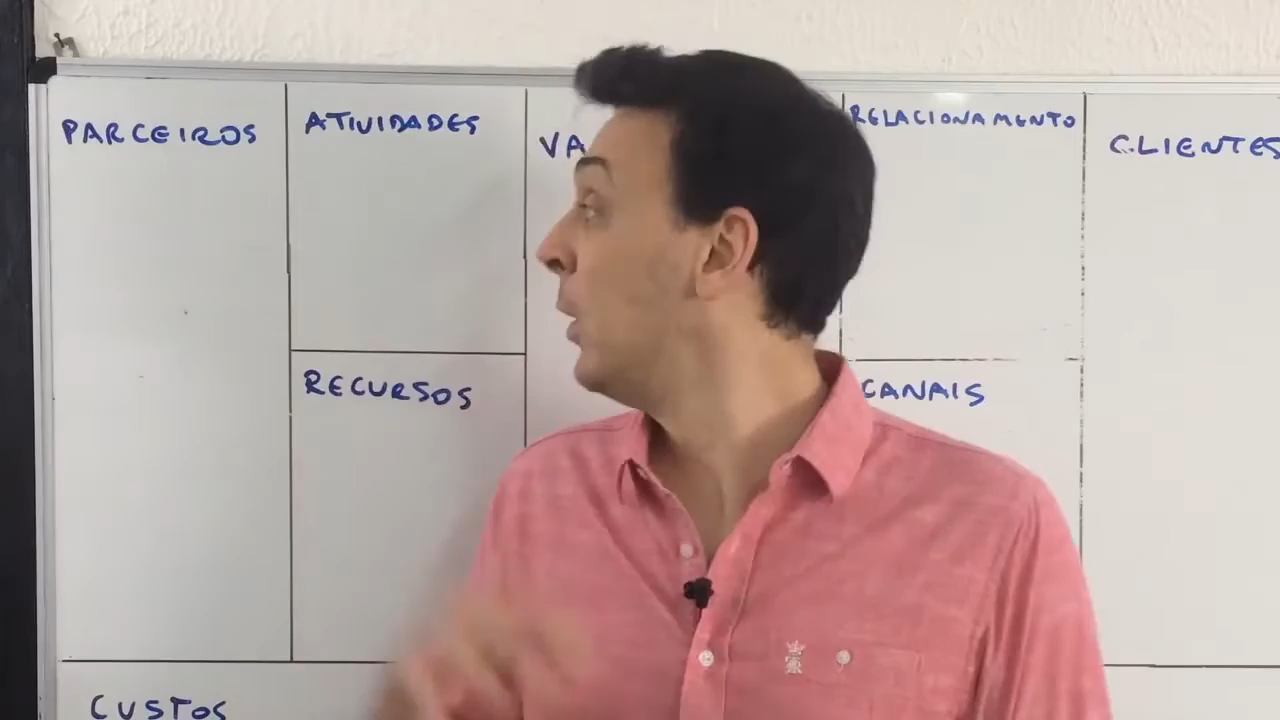 PARCEIROS
ATIVIDADES
VA
RELACIONAMENTO
CLIENTES
RECURSOS
CANAIS
CUSTOS